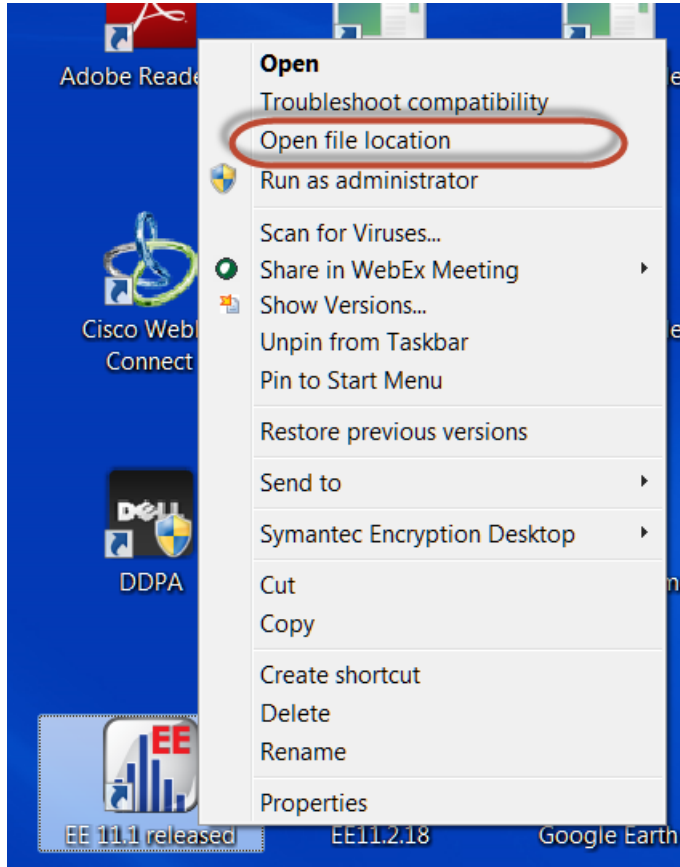 Adobe Reade
Open
Troubleshoot compatibility
Open file location
Run as administrator
Scan for Viruses...
Share in WebEx Meeting
Show Versions...
Unpin from Taskbar
Pin to Start Menu
Restore previous versions
Send to
Symantec Encryption Desktop
Cut
Copy
Create shortcut
Delete
Rename
Properties
Cisco Web
Connect
DELL
DDPA
EE
EE 11.1 released
EE11.2.18
Google Earth